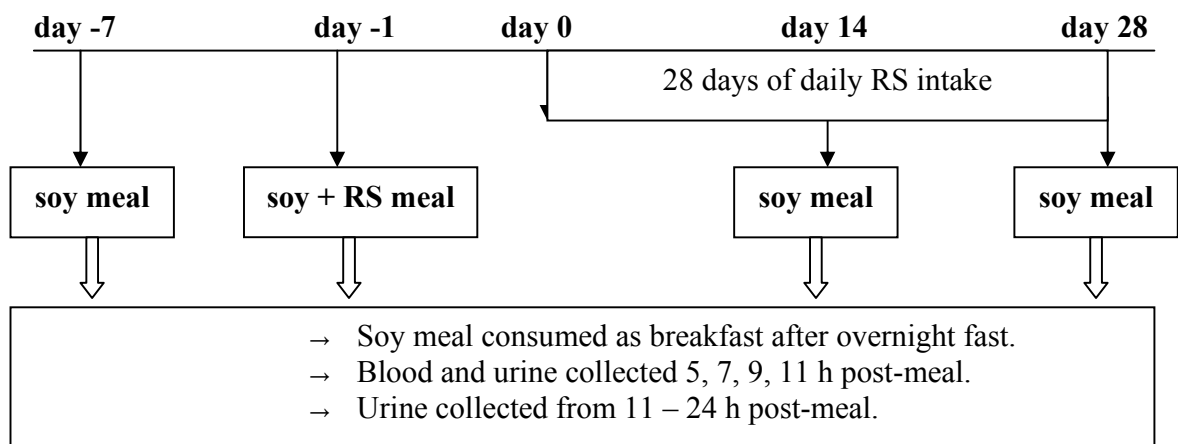 day -7 day -1 day 0 day 14 day 28
28 days of daily RS intake
soy meal soy + RS meal soy meal soy meal
→ Soy meal consumed as breakfast after overnight fast.
→ Blood and urine collected 5, 7, 9, 11 h post-meal.
→ Urine collected from 11 – 24 h post-meal.